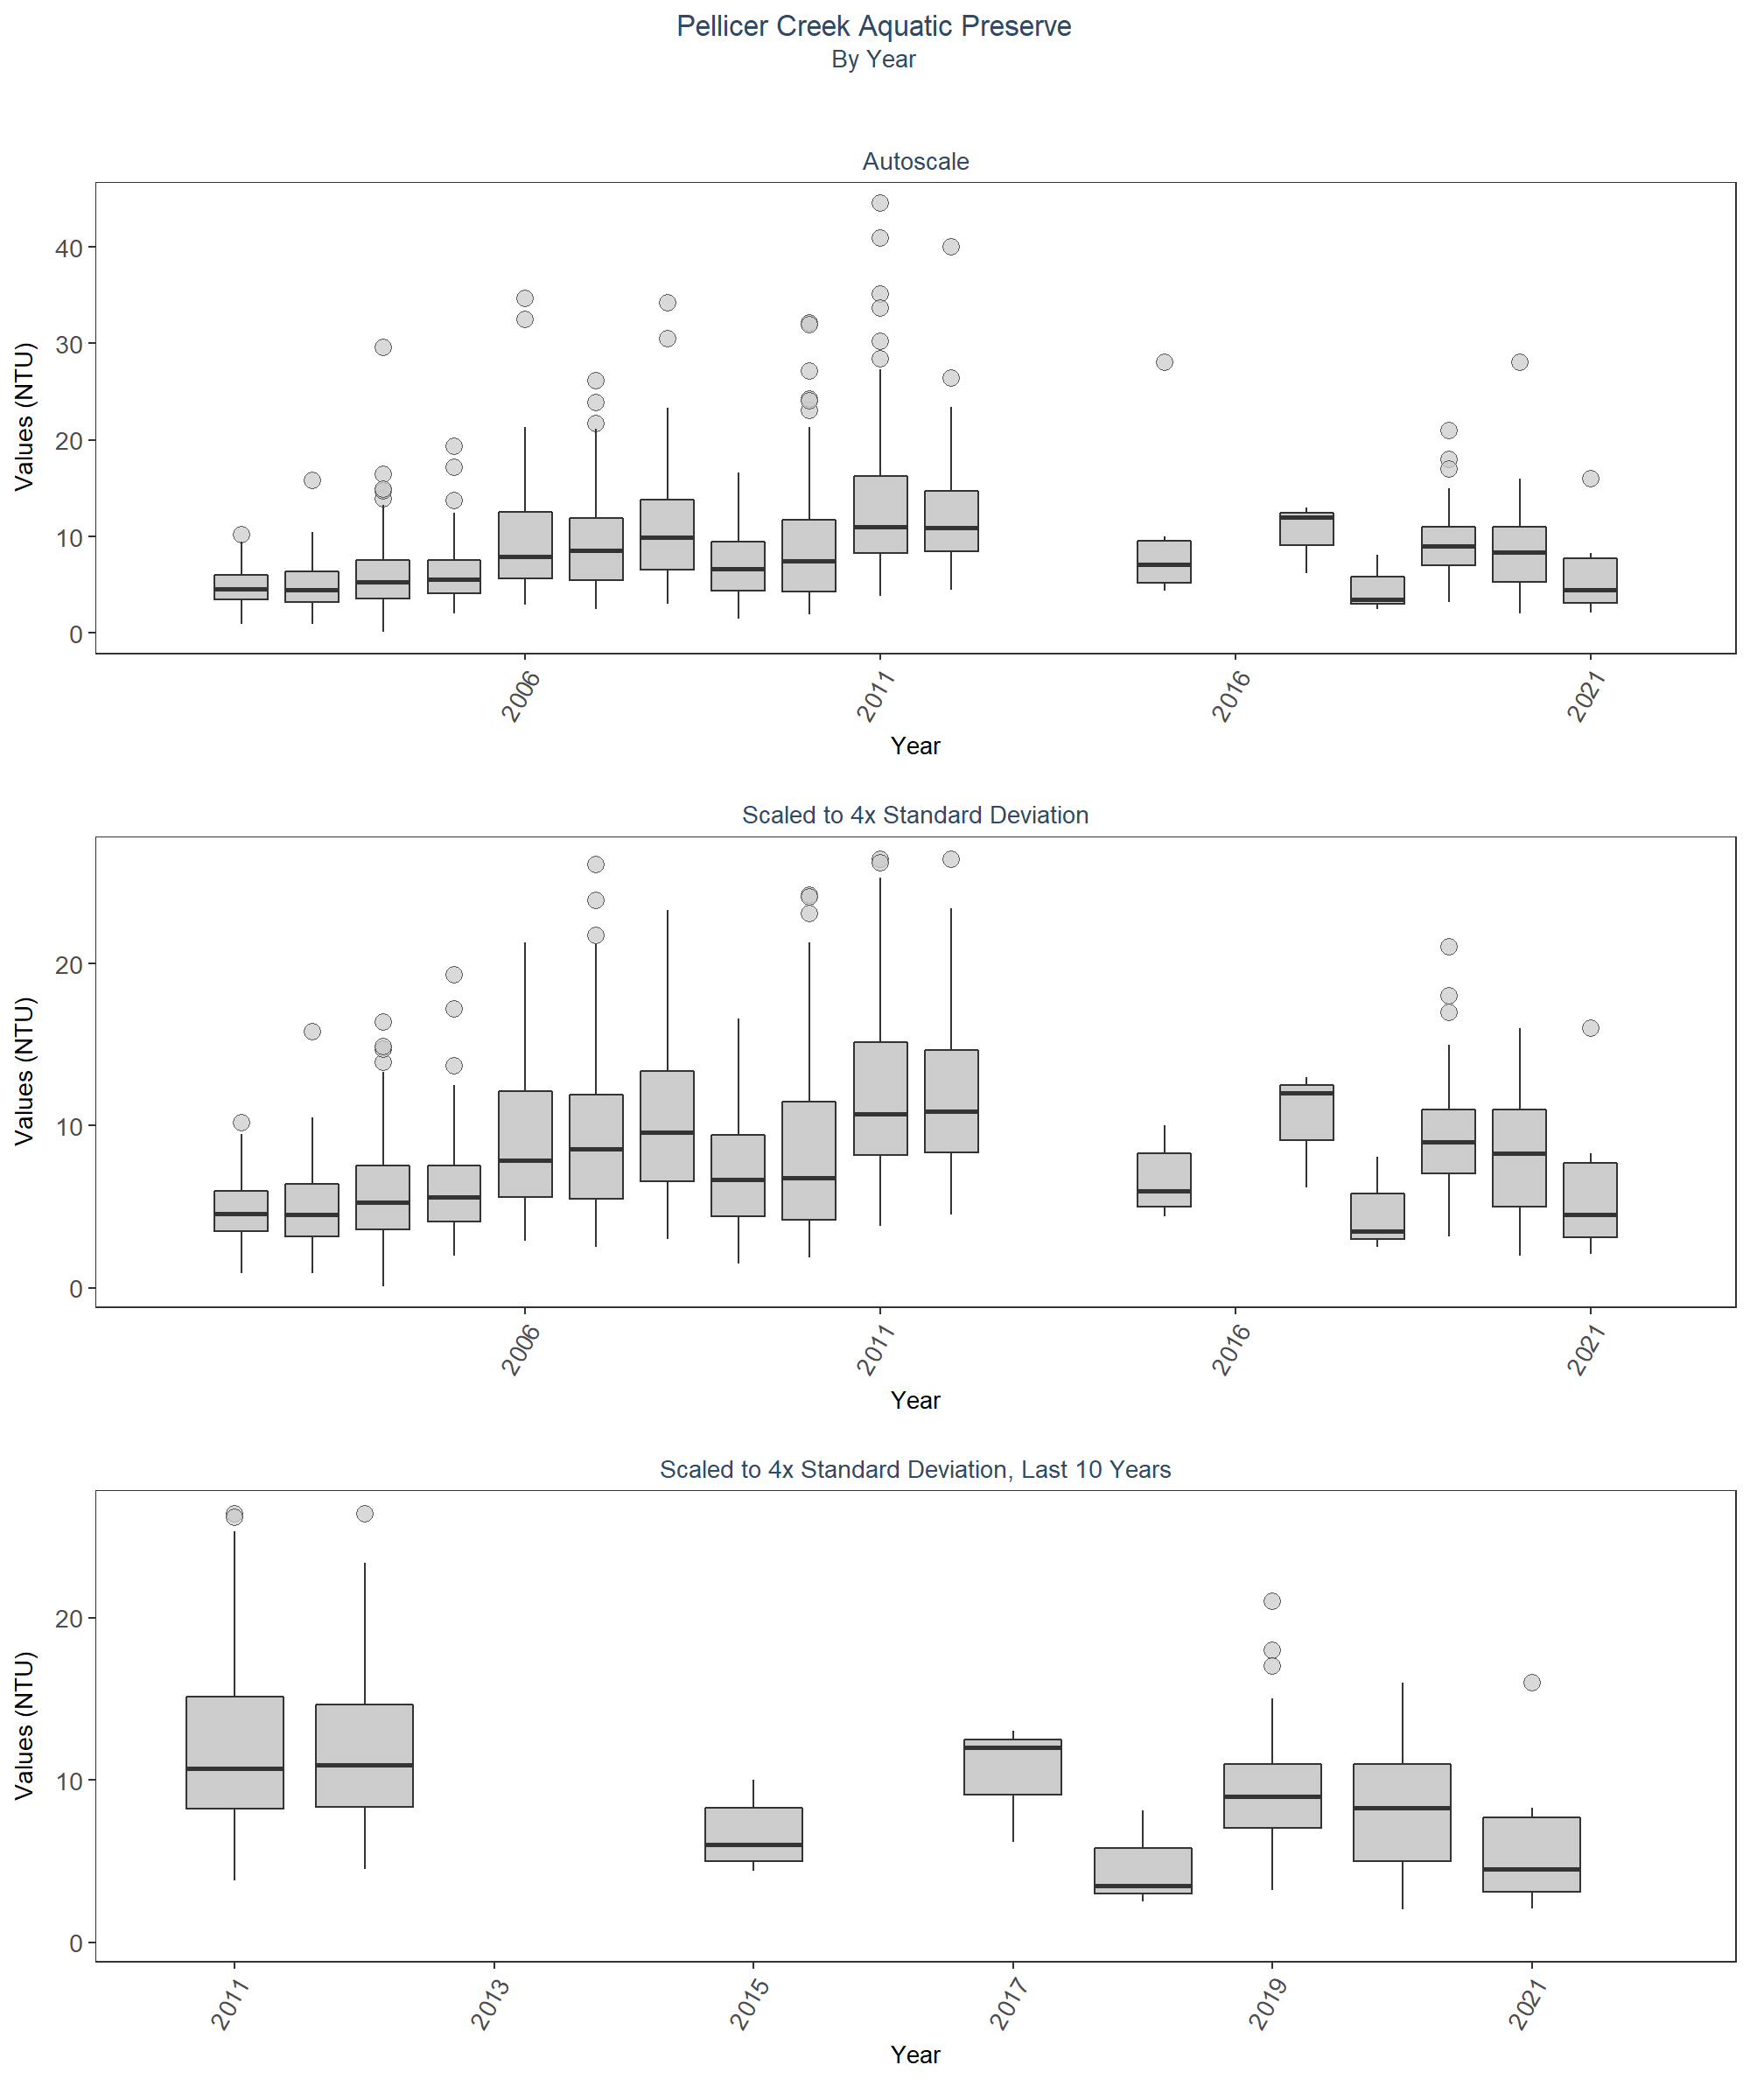 Pellicer Creek Aquatic Preserve
By Year
Autoscale
Values (NTU)
40
30
20
10
0
2006
2011
2016
2021
Year
Scaled to 4x Standard Deviation
Values (NTU)
20
10
0
2006
2011
2016
2021
Year
Scaled to 4x Standard Deviation, Last 10 Years
Values (NTU)
20
10
0
2011
2013
2015
2017
2019
2021
Year